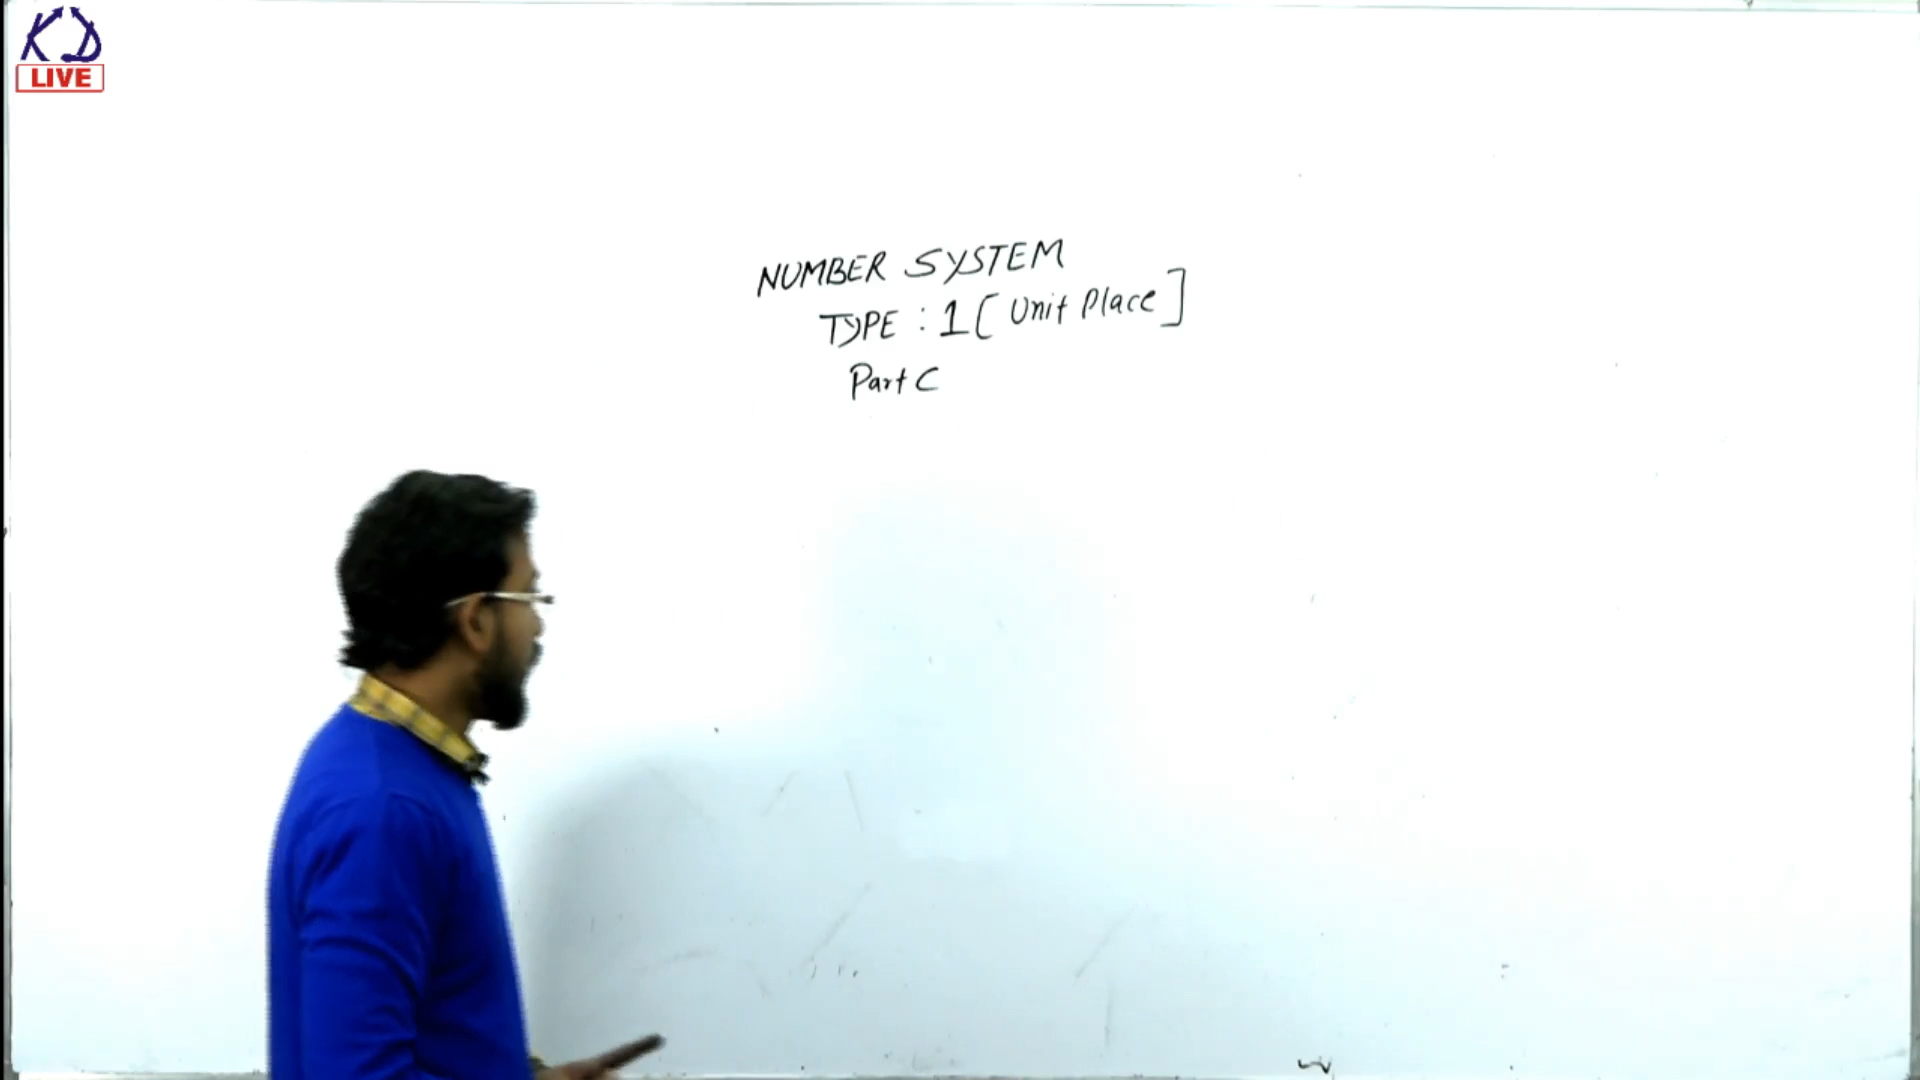 KD
LIVE
NUMBER SYSTEM
TYPE : 1 [ Unit Place ]
Part C